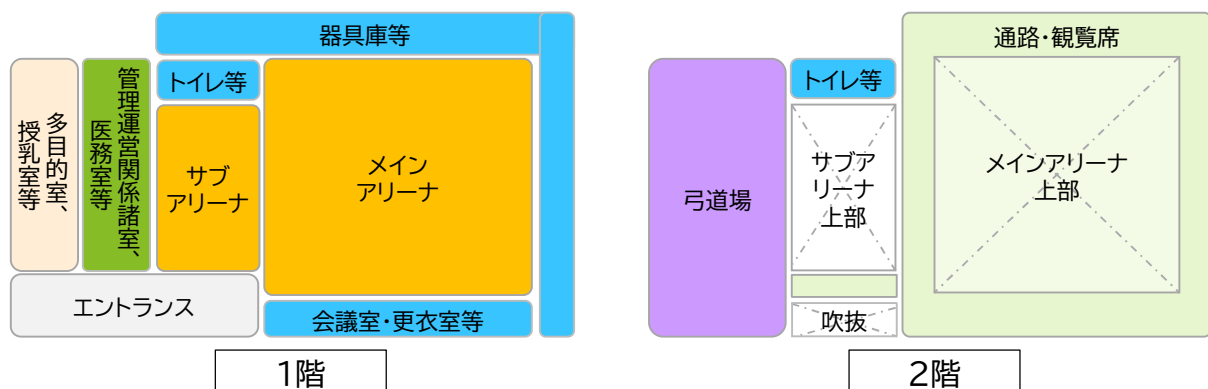 器具庫等
多目的室、
授乳室等
管理運営関係諸室、
医務室等
トイレ等
サブ
アリーナ
メイン
アリーナ
エントランス
会議室・更衣室等
1階
通路・観覧席
弓道場
トイレ等
サブア
リーナ
上部
メインアリーナ
上部
吹抜
2階